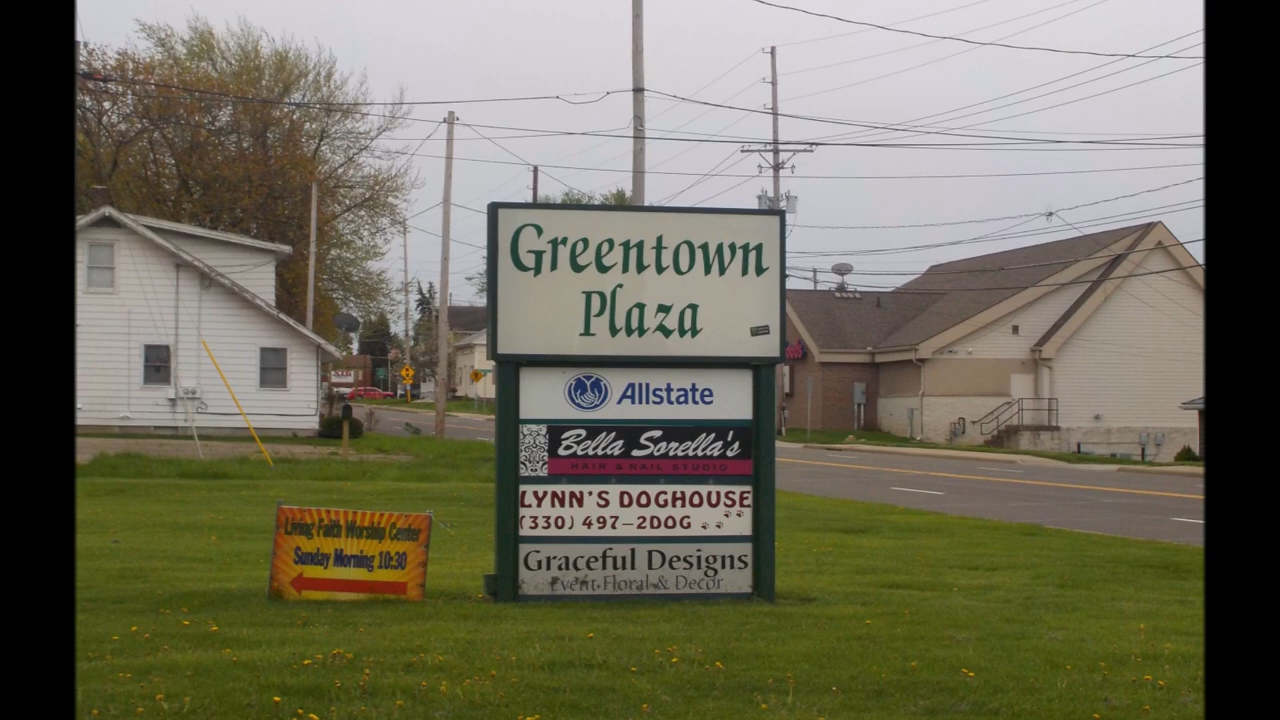 Greentown
Plaza
Allstate
Bella Sorella's
HAIR & NAIL STUDIO
LYNN'S DOGHOUSE
(330) 497-2DOG
Graceful Designs
Event Floral & Decor
Living Faith Worship Center
Sunday Morning 10:30